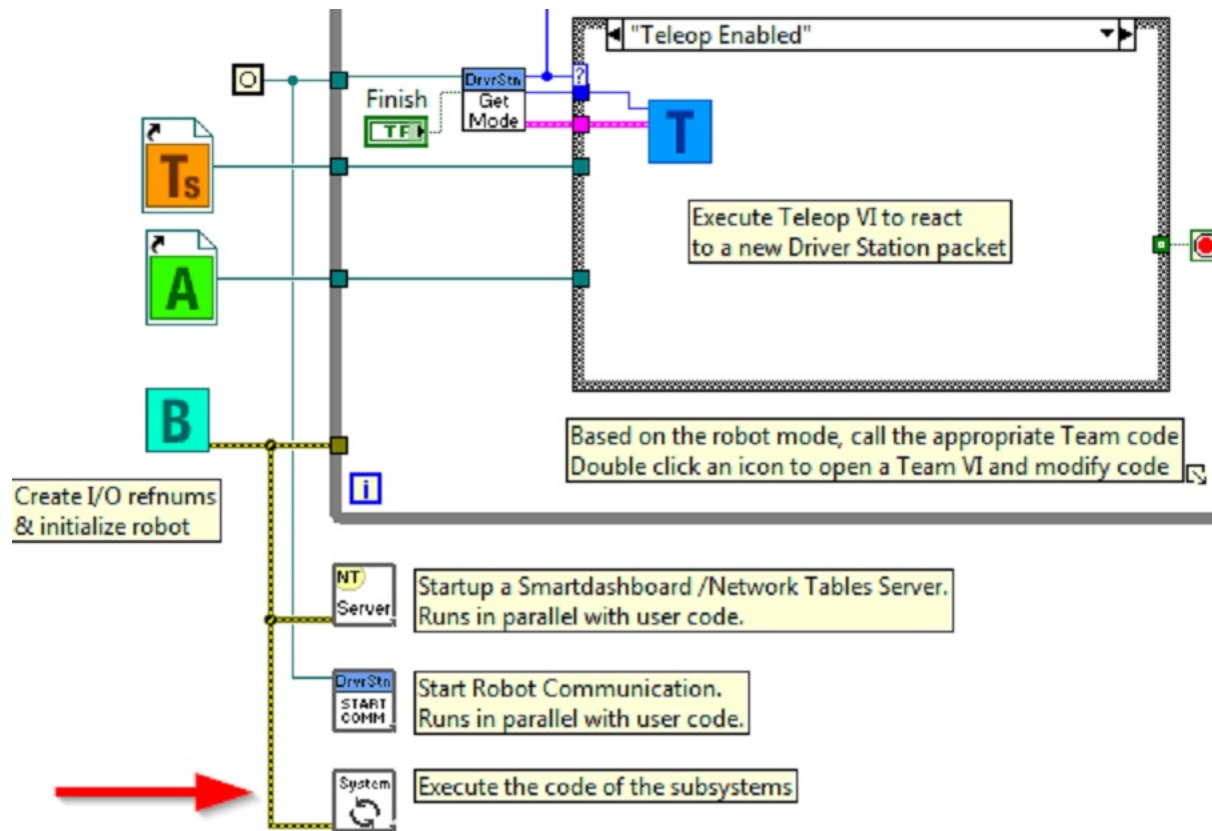 "Teleop Enabled"
?
DrvrStn
Get
Mode
Finish
TF
T
Ts
Execute Teleop VI to react
to a new Driver Station packet
A
B
Based on the robot mode, call the appropriate Team code
Double click an icon to open a Team VI and modify code
i
Create I/O refnums
& initialize robot
NT
Server
Startup a Smartdashboard /Network Tables Server.
Runs in parallel with user code.
DrvrStn
START
COMM
Start Robot Communication.
Runs in parallel with user code.
System
Execute the code of the subsystems